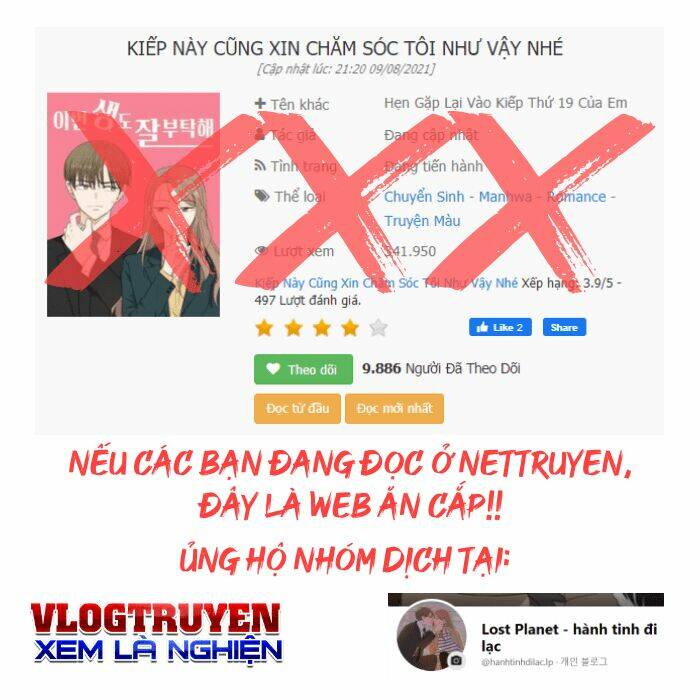 KIẾP NÀY CŨNG XIN CHĂM SÓC TÔI NHƯ VẬY NHÉ
[Cập nhật lúc: 21:20 09/08/2021]
이번 생도
잘 부탁해
Tên khác Hẹn Gặp Lại Vào Kiếp Thứ 19 Của Em
Tác giả Đang cập nhật
Tình trạng Đang tiến hành
Thể loại Chuyển Sinh - Manhwa - Romance -
Truyện Màu
Lượt xem 341.950
Kiếp Này Cũng Xin Chăm Sóc Tôi Như Vậy Nhé Xếp hạng: 3.9/5 -
497 Lượt đánh giá.
Like 2 Share
Theo dõi 9.886 Người Đã Theo Dõi
Đọc từ đầu Đọc mới nhất
NẾU CÁC BẠN ĐANG ĐỌC Ở NETTRUYEN,
ĐÂY LÀ WEB ĂN CẮP!!
ỦNG HỘ NHÓM DỊCH TẠI:
VLOGTRUYEN
XEM LÀ NGHIỆN
Lost Planet - hành tinh đi
lạc
@hanhtinhdilac.lp · 개인 블로그